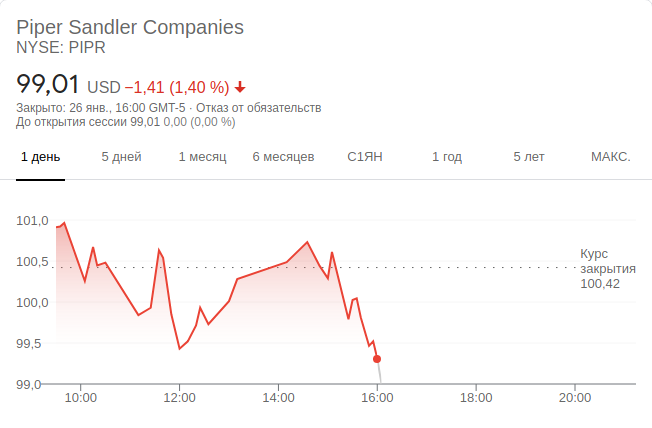 Piper Sandler Companies
NYSE: PIPR
99,01 USD −1,41 (1,40 %)
Закрыто: 26 янв., 16:00 GMT-5 · Отказ от обязательств
До открытия сессии 99,01 0,00 (0,00 %)
1 день 5 дней 1 месяц 6 месяцев С1ЯН 1 год 5 лет МАКС.
101,0
100,5
100,0
99,5
99,0
Курс
закрытия
100,42
10:00 12:00 14:00 16:00 18:00 20:00